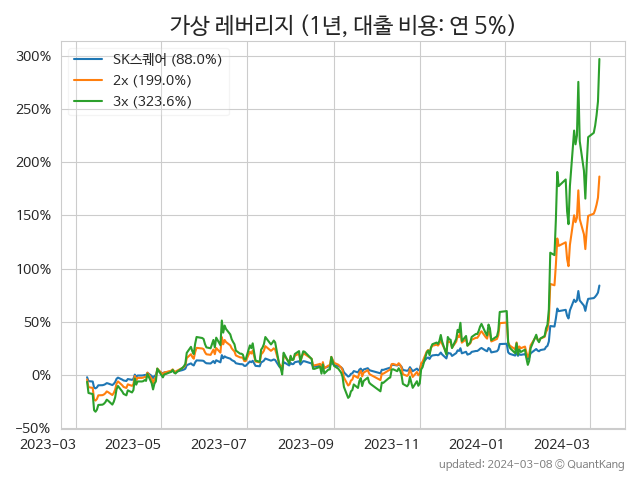 가상 레버리지 (1년, 대출 비용: 연 5%)
SK스퀘어 (88.0%)
2x (199.0%)
3x (323.6%)
300%
250%
200%
150%
100%
50%
0%
−50%
2023-03 2023-05 2023-07 2023-09 2023-11 2024-01 2024-03
updated: 2024-03-08 © QuantKang